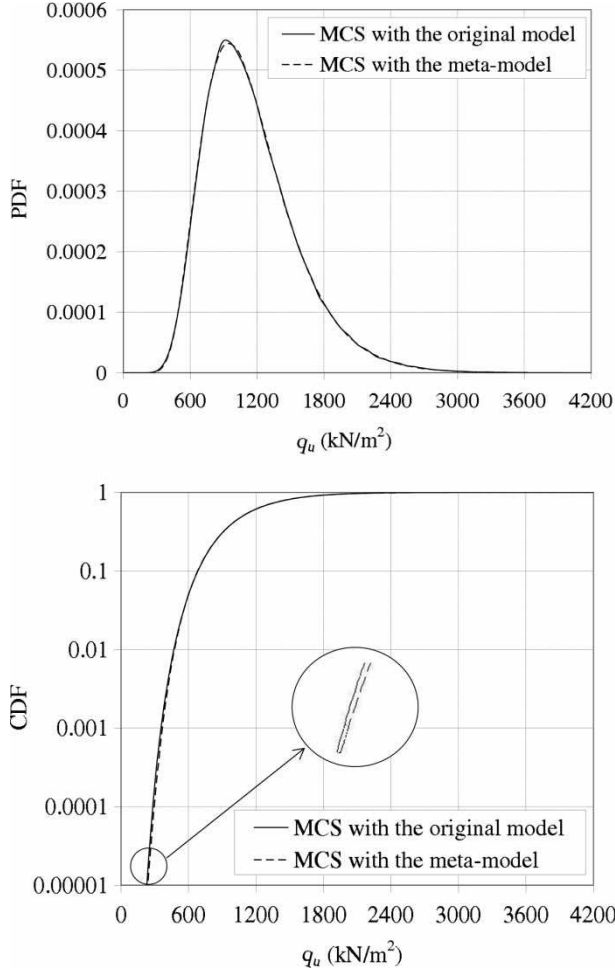 0.0006
0.0005
0.0004
0.0003
0.0002
0.0001
0
PDF
MCS with the original model
MCS with the meta-model
0 600 1200 1800 2400 3000 3600 4200
qu (kN/m²)
1
0.1
0.01
0.001
0.0001
0.00001
CDF
MCS with the original model
MCS with the meta-model
0 600 1200 1800 2400 3000 3600 4200
qu (kN/m²)